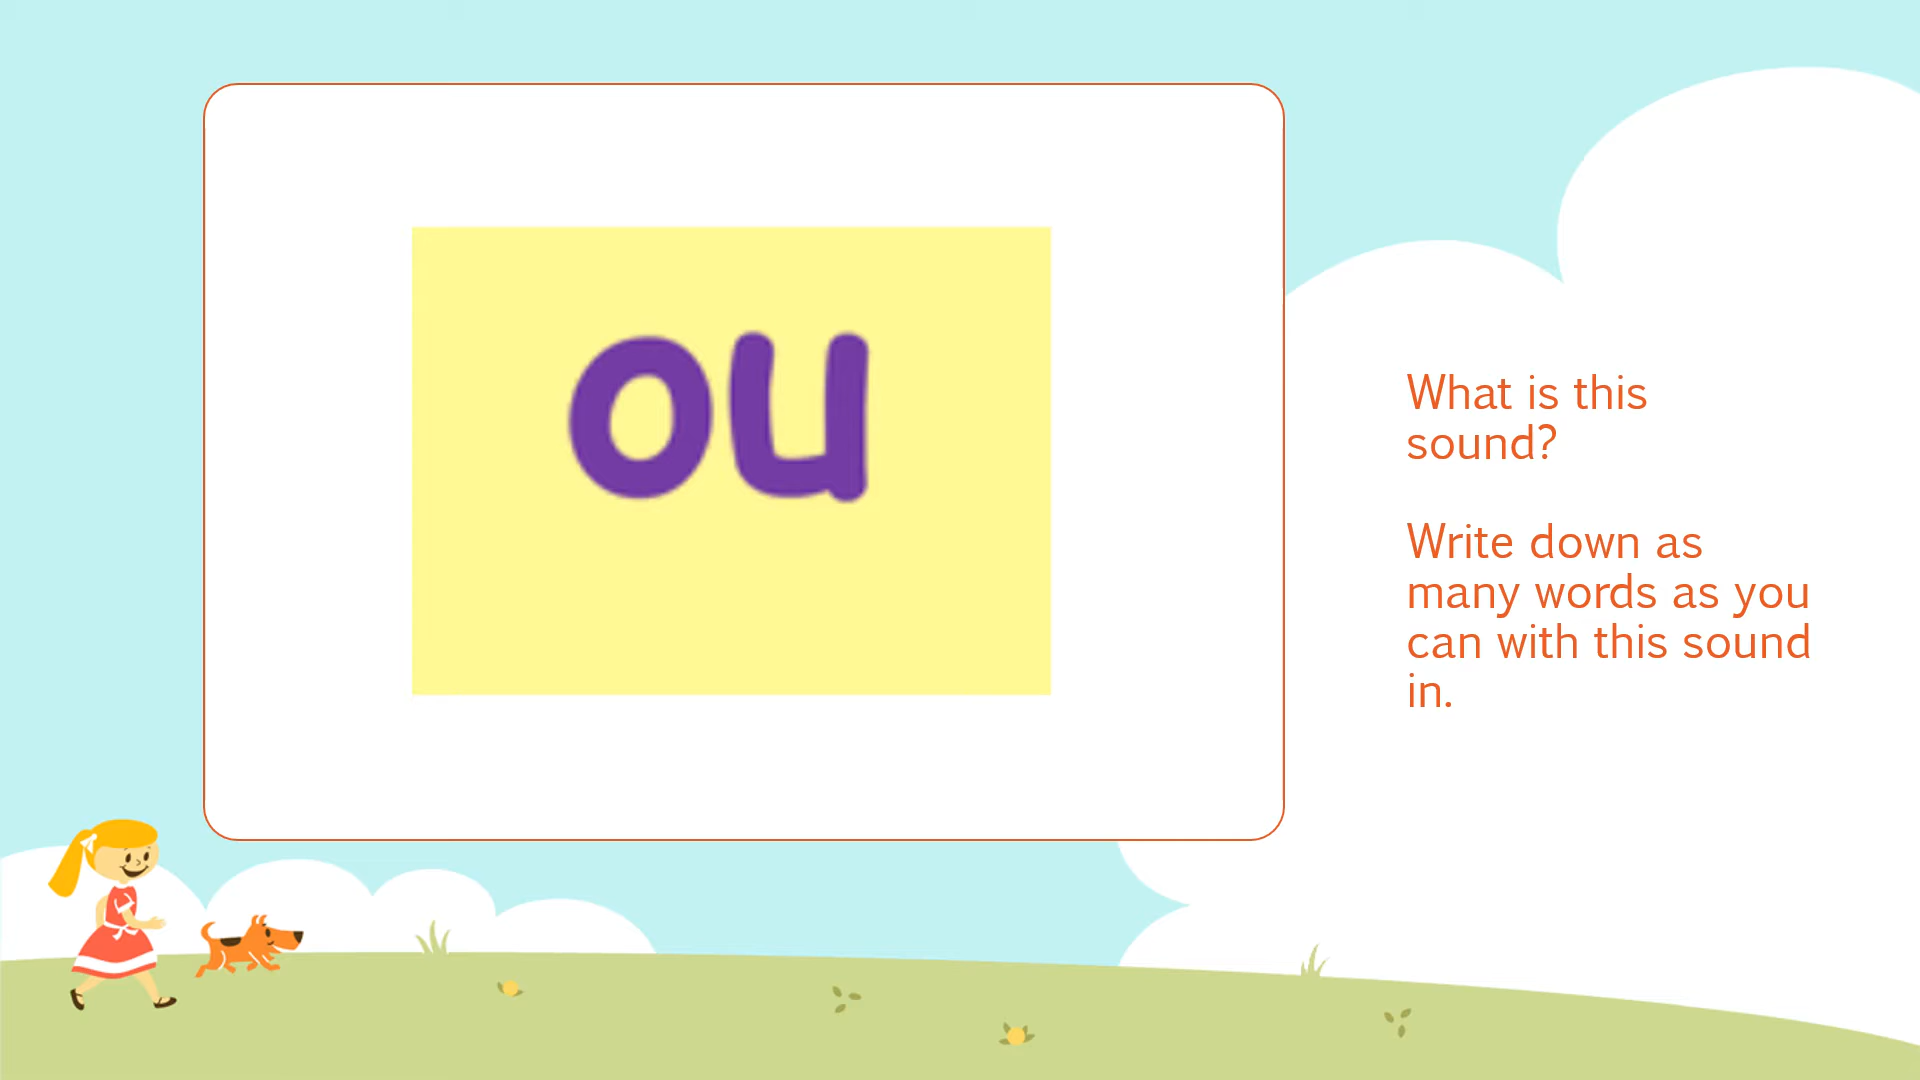 ou
What is this
sound?
Write down as
many words as you
can with this sound
in.